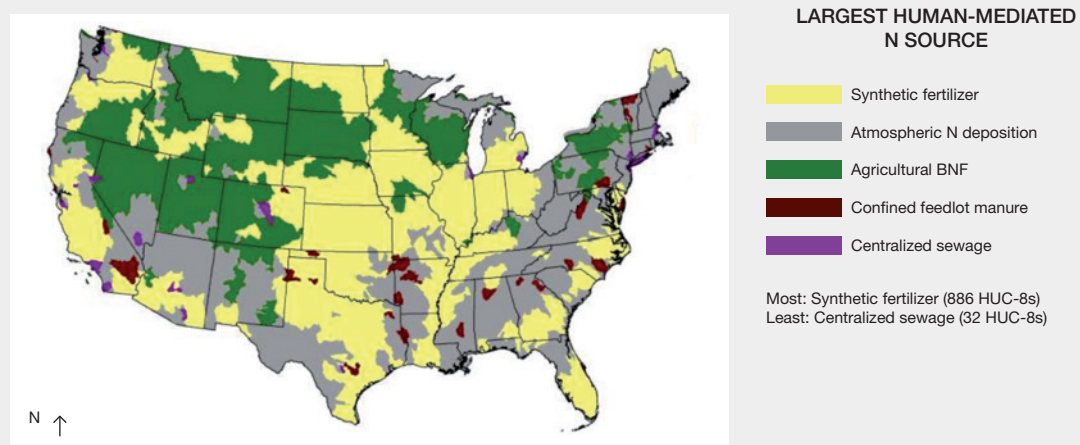 LARGEST HUMAN-MEDIATED
N SOURCE
Synthetic fertilizer
Atmospheric N deposition
Agricultural BNF
Confined feedlot manure
Centralized sewage
Most: Synthetic fertilizer (886 HUC-8s)
Least: Centralized sewage (32 HUC-8s)
N